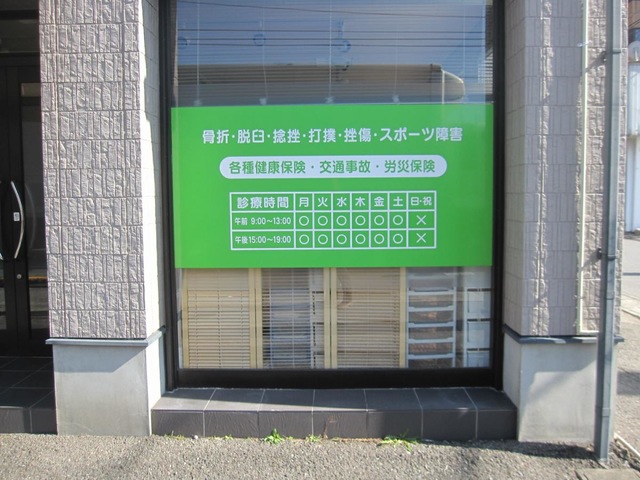 骨折・脱臼・捻挫・打撲・挫傷・スポーツ障害
各種健康保険・交通事故・労災保険
診療時間 月 火 水 木 金 土 日・祝
午前 9:00〜13:00 ○ ○ ○ ○ ○ ○ ×
午後 15:00〜19:00 ○ ○ ○ ○ ○ ○ ×